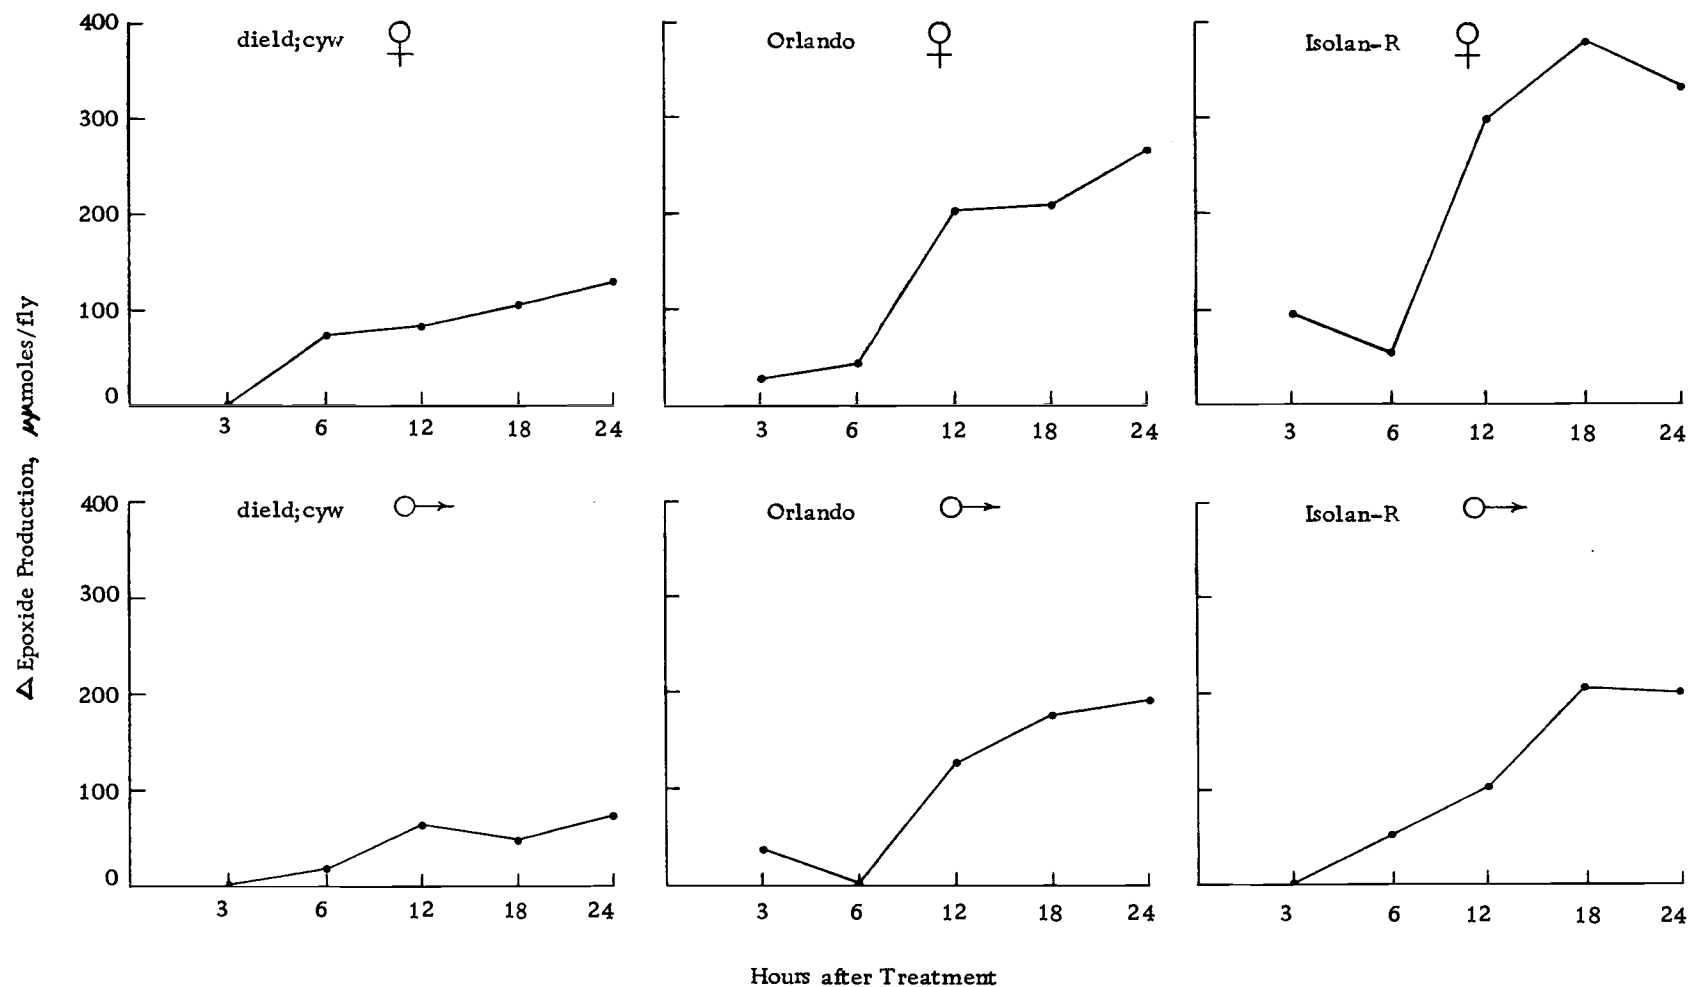 400
300
200
100
0
dield;cyw ♀
3 6 12 18 24
Orlando ♀
3 6 12 18 24
Isolan-R ♀
3 6 12 18 24
Δ Epoxide Production, μμmoles/fly
400
300
200
100
0
dield;cyw
3 6 12 18 24
Orlando
3 6 12 18 24
Isolan-R
3 6 12 18 24
Hours after Treatment